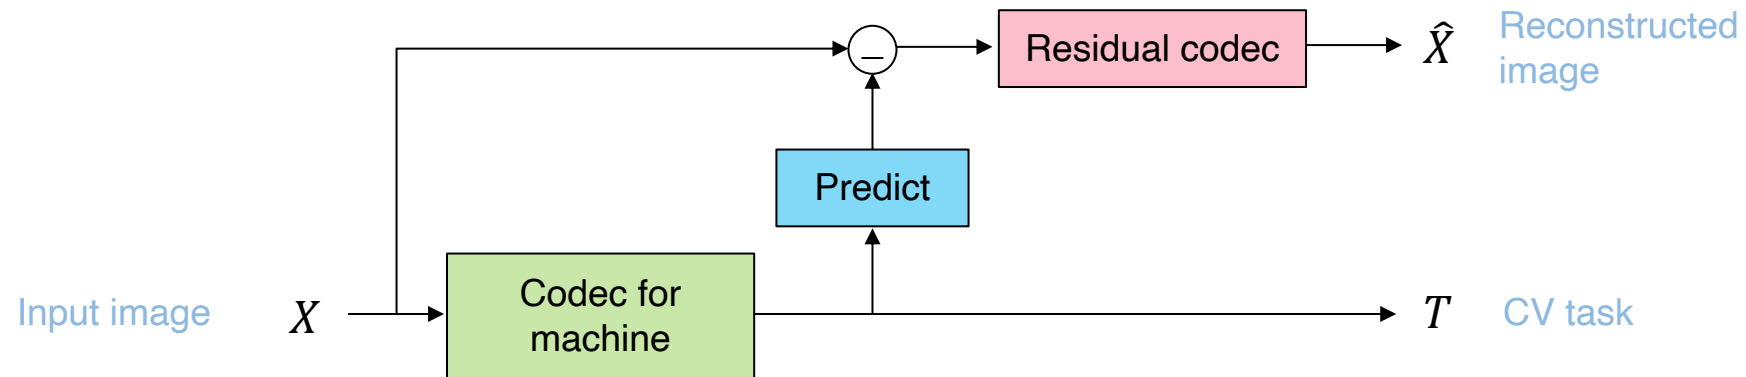 Residual codec
X̂
Reconstructed
image
Predict
Input image
X
Codec for
machine
T
CV task